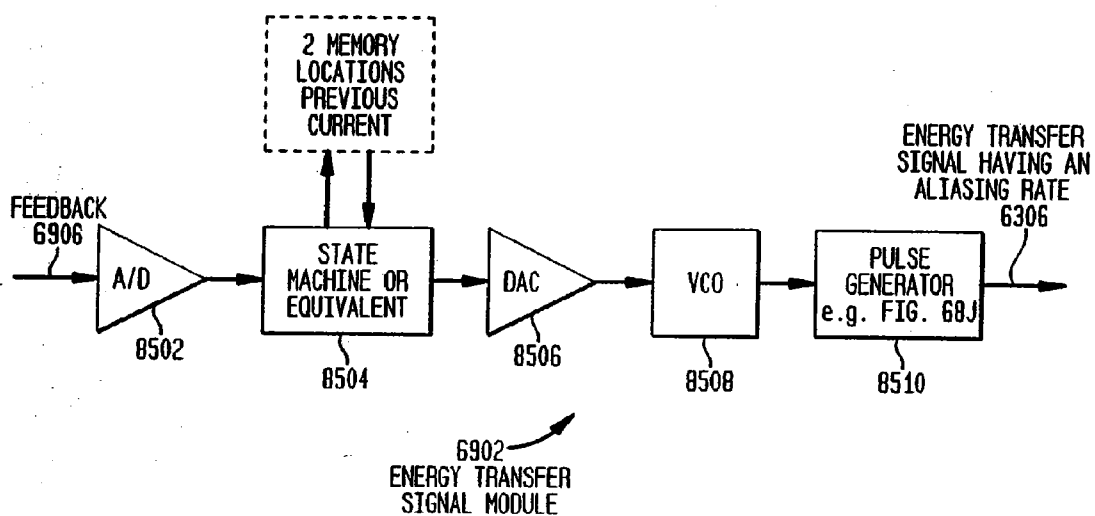 2 MEMORY
LOCATIONS
PREVIOUS
CURRENT
ENERGY TRANSFER
SIGNAL HAVING AN
ALIASING RATE
6306
FEEDBACK
6906
A/D
8502
STATE
MACHINE OR
EQUIVALENT
8504
DAC
8506
VCO
8508
PULSE
GENERATOR
e.g. FIG. 68J
8510
6902
ENERGY TRANSFER
SIGNAL MODULE